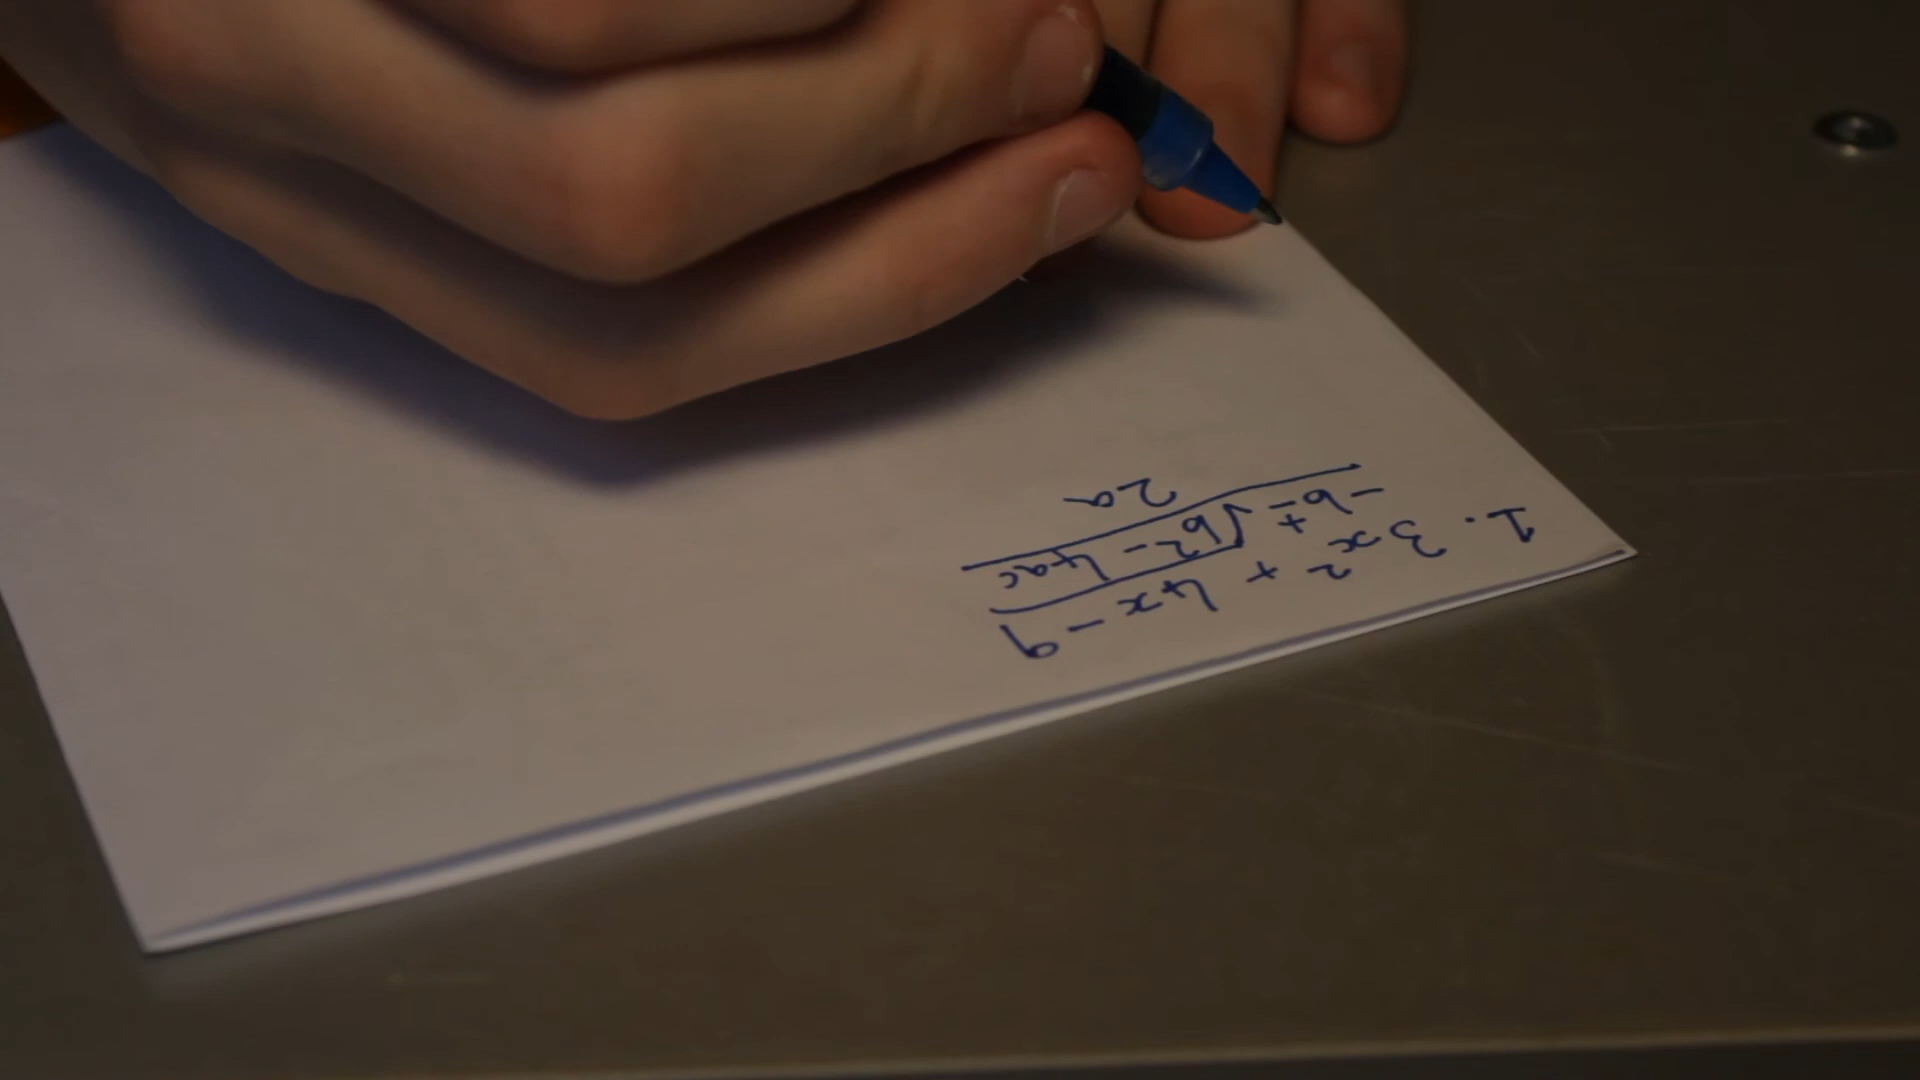 1. 3x² + 4x - 9
-b ± √b² - 4ac
2a